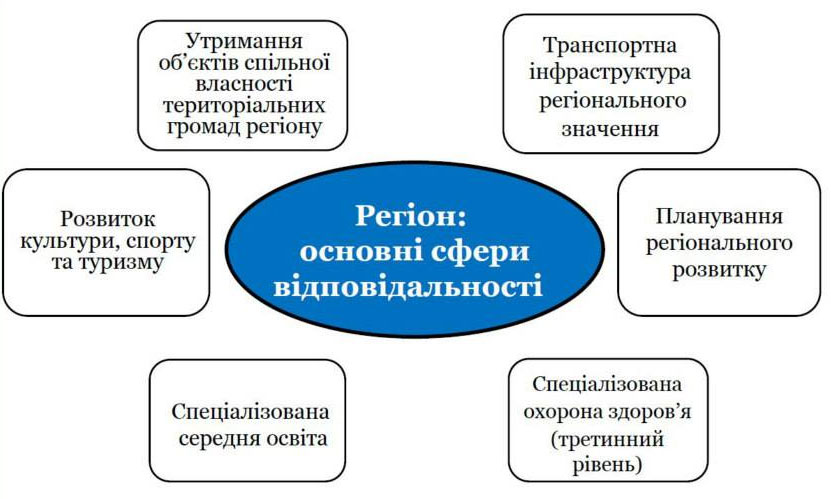 Утримання
об’єктів спільної
власності
територіальних
громад регіону
Транспортна
інфраструктура
регіонального
значення
Розвиток
культури, спорту
та туризму
Регіон:
основні сфери
відповідальності
Планування
регіонального
розвитку
Спеціалізована
середня освіта
Спеціалізована
охорона здоров’я
(третинний
рівень)